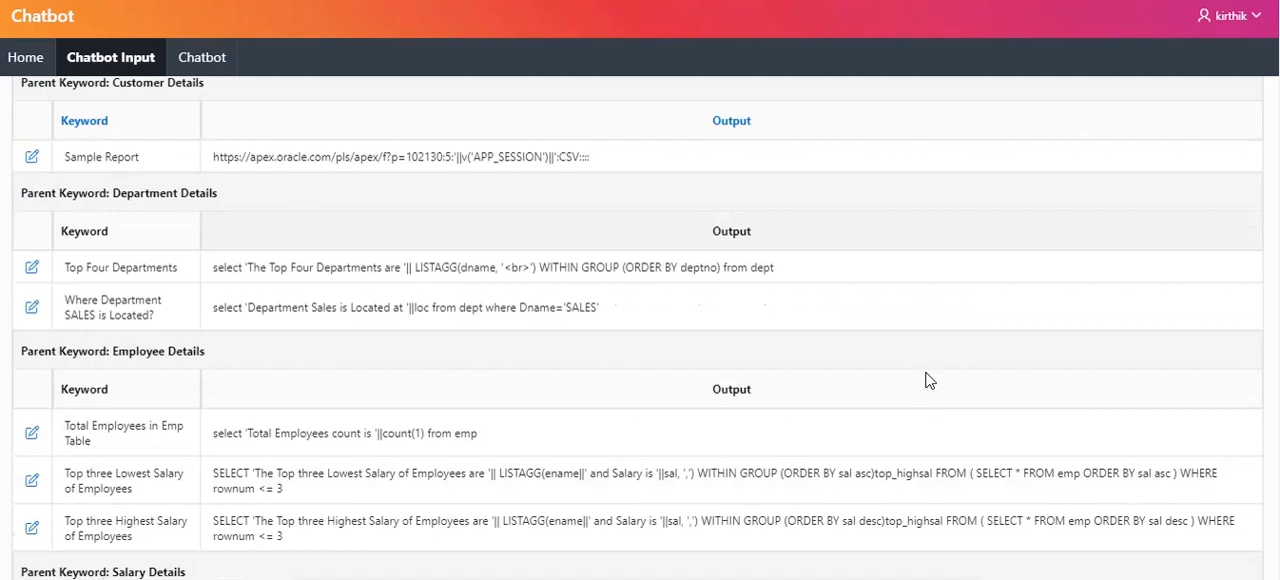 Chatbot
kirthik
Home
Chatbot Input
Chatbot
Parent Keyword: Customer Details
Keyword
Output
Sample Report
https://apex.oracle.com/pls/apex/f?p=102130:5:'||v('APP_SESSION')||':CSV::::
Parent Keyword: Department Details
Keyword
Output
Top Four Departments
select 'The Top Four Departments are '|| LISTAGG(dname, '<br>') WITHIN GROUP (ORDER BY deptno) from dept
Where Department
SALES is Located?
select 'Department Sales is Located at '||loc from dept where Dname='SALES'
Parent Keyword: Employee Details
Keyword
Output
Total Employees in Emp
Table
select 'Total Employees count is '||count(1) from emp
Top three Lowest Salary
of Employees
SELECT 'The Top three Lowest Salary of Employees are '|| LISTAGG(ename||' and Salary is '||sal, ',') WITHIN GROUP (ORDER BY sal asc)top_highsal FROM ( SELECT * FROM emp ORDER BY sal asc ) WHERE
rownum <= 3
Top three Highest Salary
of Employees
SELECT 'The Top three Highest Salary of Employees are '|| LISTAGG(ename||' and Salary is '||sal, ',') WITHIN GROUP (ORDER BY sal desc)top_highsal FROM ( SELECT * FROM emp ORDER BY sal desc ) WHERE
rownum <= 3
Parent Keyword: Salary Details